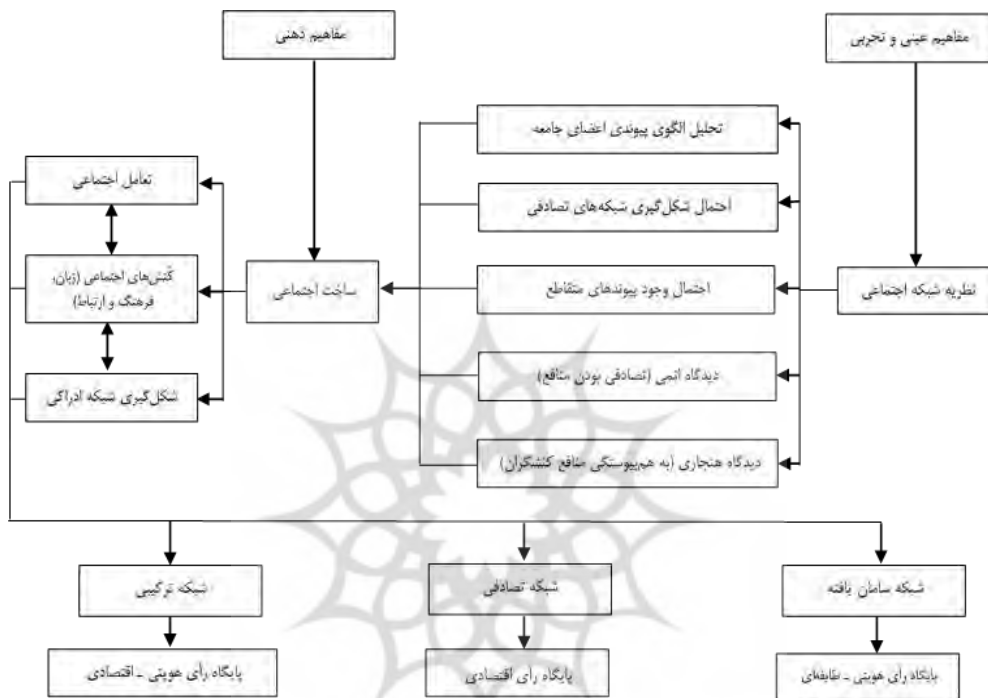 مفاهیم عینی و تجربی
مفاهیم ذهنی
تحلیل الگوی پیوندی اعضای جامعه
احتمال شکل‌گیری شبکه‌های تصادفی
احتمال وجود پیوندهای متقاطع
دیدگاه اتمی (تصادفی بودن منافع)
دیدگاه هنجاری (به هم‌پیوستگی منافع کنشگران)
نظریه شبکه اجتماعی
ساخت اجتماعی
تعامل اجتماعی
کُنش‌های اجتماعی (زبان،
فرهنگ و ارتباط)
شکل‌گیری شبکه ادراکی
شبکه سامان یافته
شبکه تصادفی
شبکه ترکیبی
پایگاه رأی هویتی ـ طایفه‌ای
پایگاه رأی اقتصادی
پایگاه رأی هویتی ـ اقتصادی